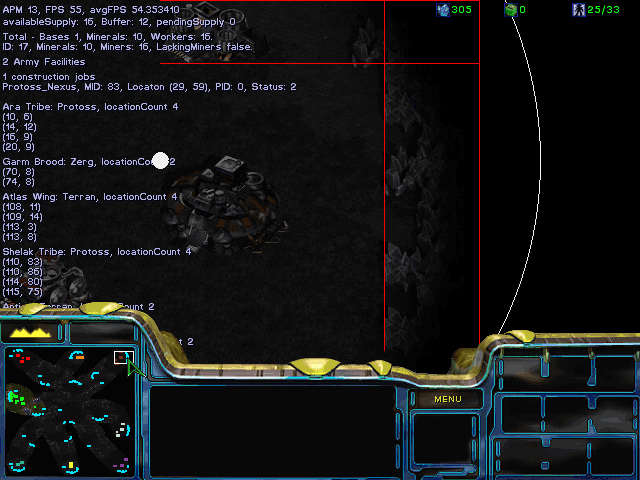 APM 13, FPS 55, avgFPS 54.353410
305
0
25/33
availableSupply: 16, Buffer: 12, pendingSupply 0
Total - Bases 1, Minerals: 10, Workers: 16.
ID: 17, Minerals: 10, Miners: 16, LackingMiners false.
2 Army Facilities
1 construction jobs
Protoss_Nexus, MID: 83, Locaton (29, 59), PID: 0, Status: 2
Ara Tribe: Protoss, locationCount 4
(10, 6)
(14, 12)
(16, 9)
(20, 9)
Garm Brood: Zerg, 2
(70, 8)
(74, 8)
Atlas Wing: Terran, locationCount 4
(108, 11)
(109, 14)
(113, 3)
(113, 8)
Shelak Tribe: Protoss, locationCount 4
(110, 83)
(110, 86)
(114, 80)
(115, 75)
2
2
MENU